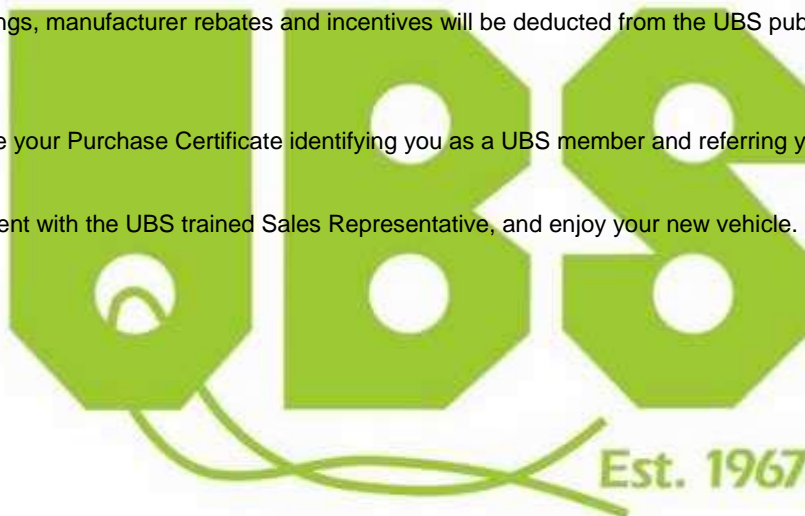 ngs, manufacturer rebates and incentives will be deducted from the UBS pub
e your Purchase Certificate identifying you as a UBS member and referring y
ent with the UBS trained Sales Representative, and enjoy your new vehicle.
UBS
Est. 1967